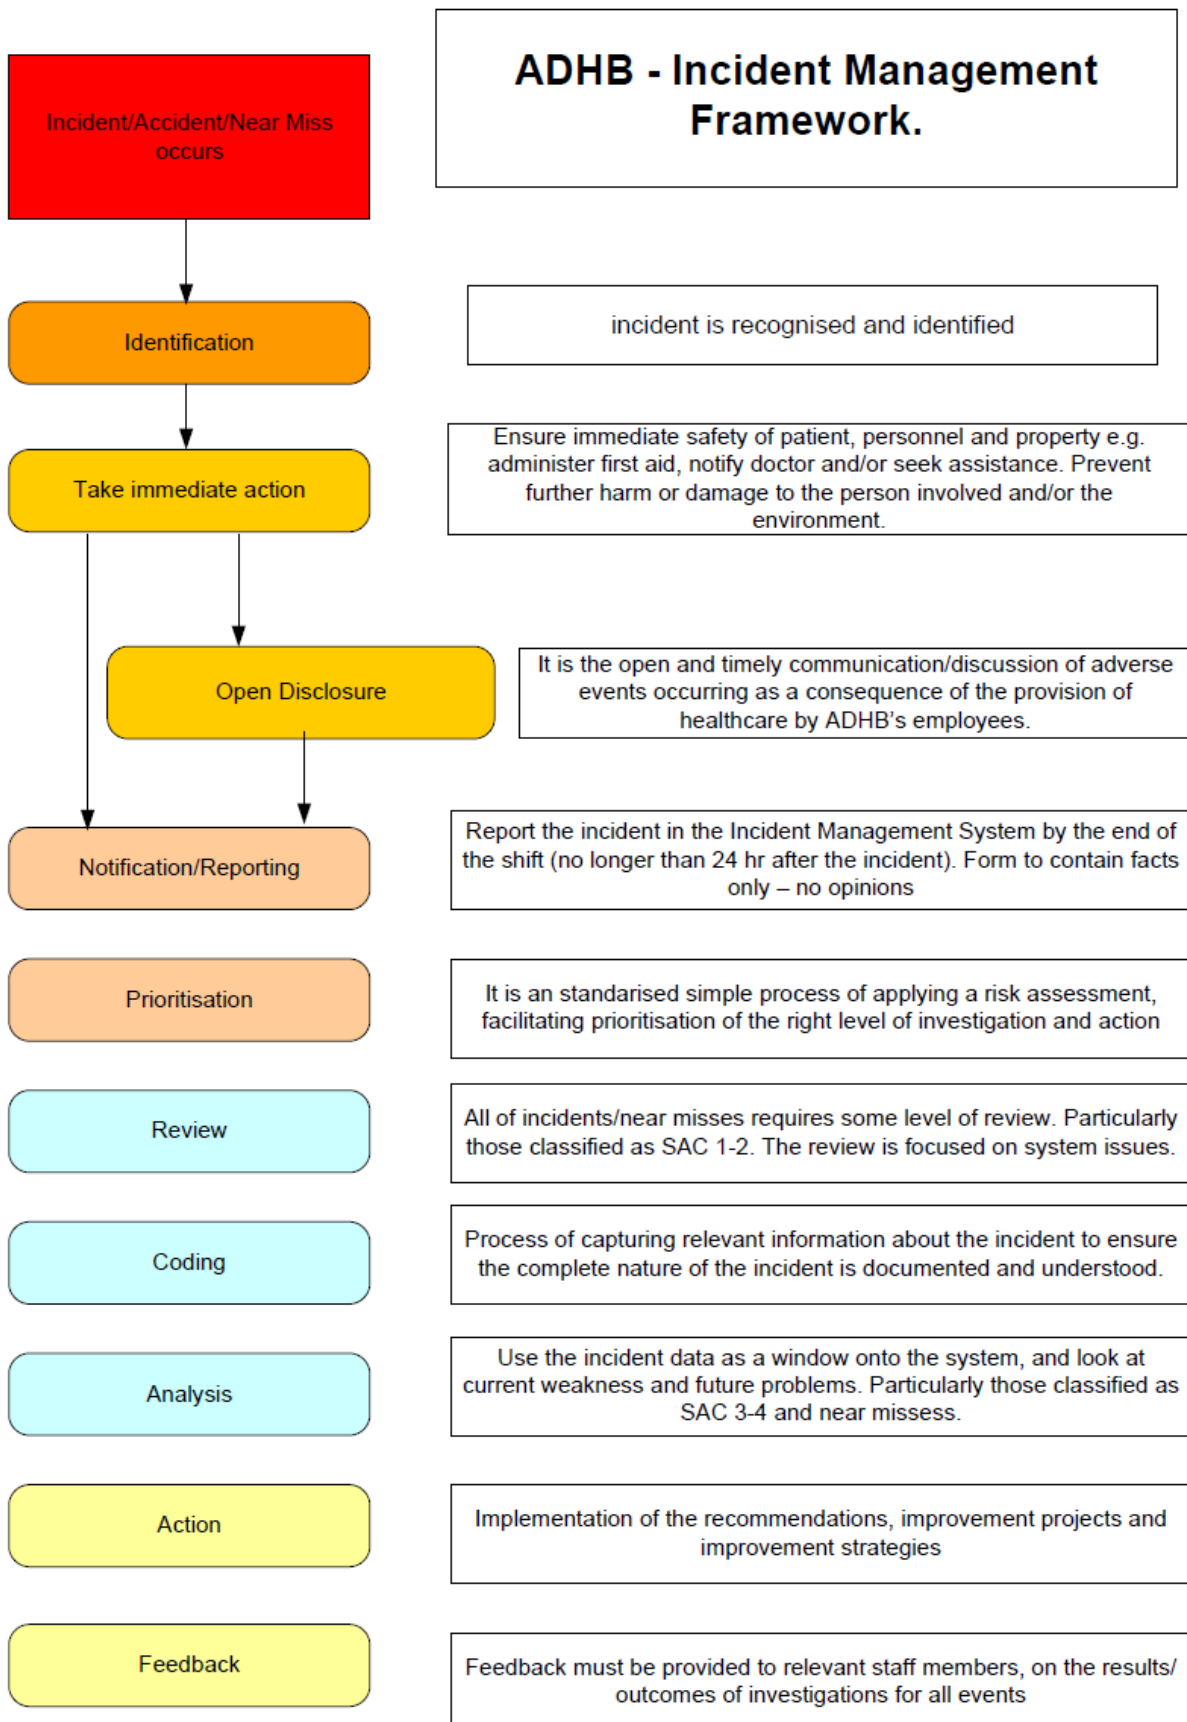 ADHB - Incident Management
Framework.
Incident/Accident/Near Miss
occurs
Identification
incident is recognised and identified
Take immediate action
Ensure immediate safety of patient, personnel and property e.g.
administer first aid, notify doctor and/or seek assistance. Prevent
further harm or damage to the person involved and/or the
environment.
Open Disclosure
It is the open and timely communication/discussion of adverse
events occurring as a consequence of the provision of
healthcare by ADHB's employees.
Notification/Reporting
Report the incident in the Incident Management System by the end of
the shift (no longer than 24 hr after the incident). Form to contain facts
only – no opinions
Prioritisation
It is an standarised simple process of applying a risk assessment,
facilitating prioritisation of the right level of investigation and action
Review
All of incidents/near misses requires some level of review. Particularly
those classified as SAC 1-2. The review is focused on system issues.
Coding
Process of capturing relevant information about the incident to ensure
the complete nature of the incident is documented and understood.
Analysis
Use the incident data as a window onto the system, and look at
current weakness and future problems. Particularly those classified as
SAC 3-4 and near missess.
Action
Implementation of the recommendations, improvement projects and
improvement strategies
Feedback
Feedback must be provided to relevant staff members, on the results/
outcomes of investigations for all events